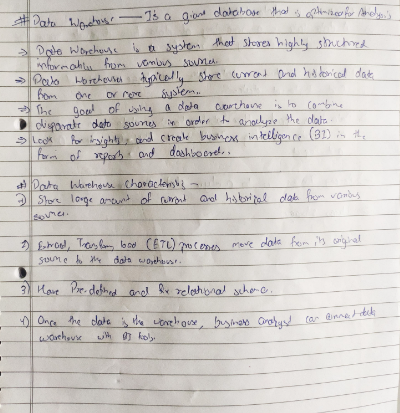 # Data Warehouse — It's a giant database that is optimized for Analysis
→ Data Warehouse is a system that stores highly structured
information from various sources.
→ Data Warehouses typically store current and historical data
from one or more system.
→ The goal of using a data warehouse is to combine
disparate data sources in order to analyze the data.
→ Look for insights and create business intelligence (BI) in the
form of reports and dashboards.
# Data Warehouse Characteristics -
1) Store large amount of current and historical data from various
sources.
2) Extract, Transform, load (ETL) processes move data from its original
source to the data warehouse.
3) Have Pre-defined and fix relational schema.
4) Once the data is the warehouse, business analyst can connect data
warehouse with BI tools.